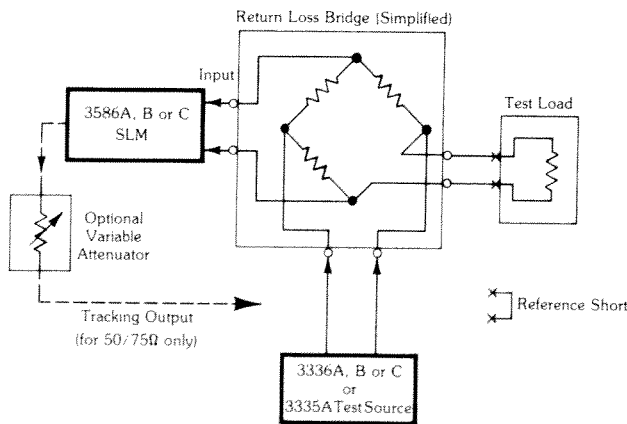 Return Loss Bridge (Simplified)
Input
3586A, B or C
SLM
Test Load
Optional
Variable
Attenuator
Tracking Output
(for 50/75Ω only)
Reference Short
3336A, B or C
or
3335A Test Source